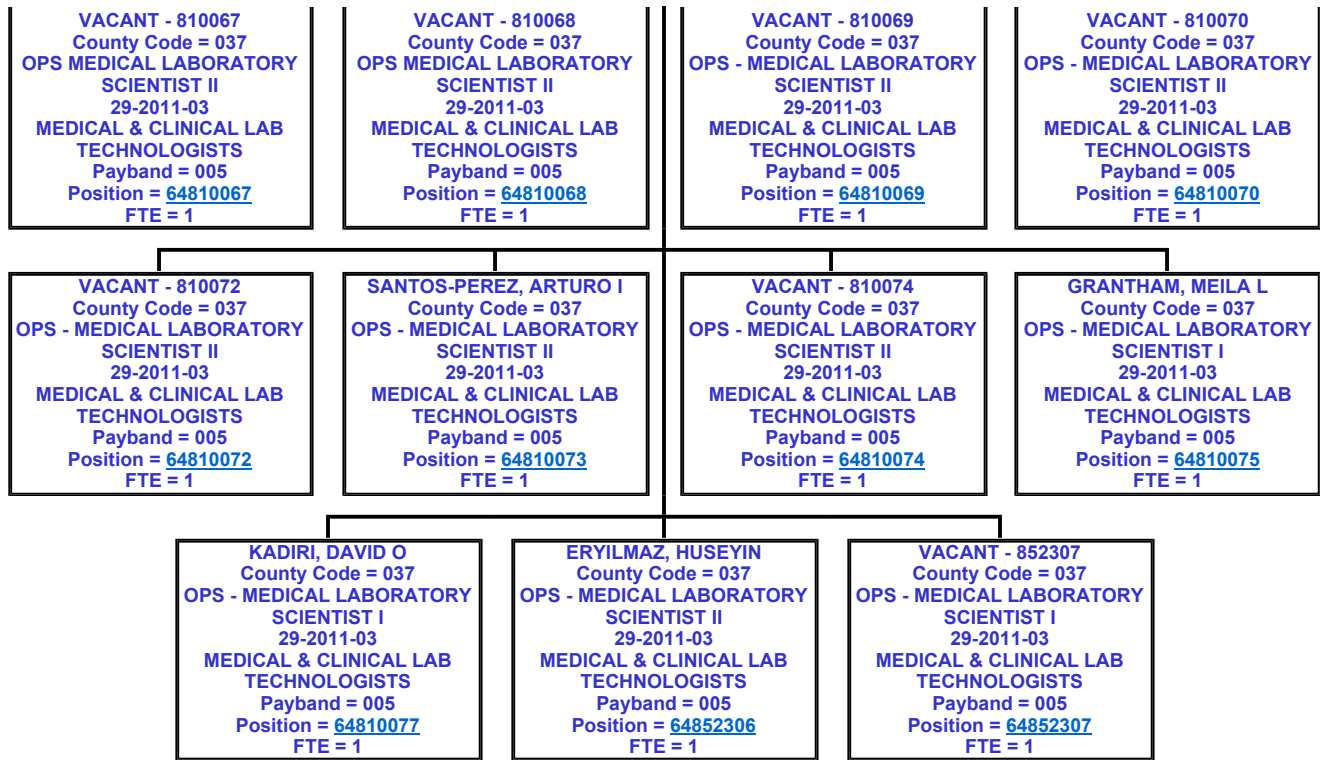 VACANT - 810067
County Code = 037
OPS MEDICAL LABORATORY
SCIENTIST II
29-2011-03
MEDICAL & CLINICAL LAB
TECHNOLOGISTS
Payband = 005
Position = 64810067
FTE = 1
VACANT - 810068
County Code = 037
OPS MEDICAL LABORATORY
SCIENTIST II
29-2011-03
MEDICAL & CLINICAL LAB
TECHNOLOGISTS
Payband = 005
Position = 64810068
FTE = 1
VACANT - 810069
County Code = 037
OPS - MEDICAL LABORATORY
SCIENTIST II
29-2011-03
MEDICAL & CLINICAL LAB
TECHNOLOGISTS
Payband = 005
Position = 64810069
FTE = 1
VACANT - 810070
County Code = 037
OPS - MEDICAL LABORATORY
SCIENTIST II
29-2011-03
MEDICAL & CLINICAL LAB
TECHNOLOGISTS
Payband = 005
Position = 64810070
FTE = 1
VACANT - 810072
County Code = 037
OPS - MEDICAL LABORATORY
SCIENTIST II
29-2011-03
MEDICAL & CLINICAL LAB
TECHNOLOGISTS
Payband = 005
Position = 64810072
FTE = 1
SANTOS-PEREZ, ARTURO I
County Code = 037
OPS - MEDICAL LABORATORY
SCIENTIST II
29-2011-03
MEDICAL & CLINICAL LAB
TECHNOLOGISTS
Payband = 005
Position = 64810073
FTE = 1
VACANT - 810074
County Code = 037
OPS - MEDICAL LABORATORY
SCIENTIST II
29-2011-03
MEDICAL & CLINICAL LAB
TECHNOLOGISTS
Payband = 005
Position = 64810074
FTE = 1
GRANTHAM, MEILA L
County Code = 037
OPS - MEDICAL LABORATORY
SCIENTIST I
29-2011-03
MEDICAL & CLINICAL LAB
TECHNOLOGISTS
Payband = 005
Position = 64810075
FTE = 1
KADIRI, DAVID O
County Code = 037
OPS - MEDICAL LABORATORY
SCIENTIST I
29-2011-03
MEDICAL & CLINICAL LAB
TECHNOLOGISTS
Payband = 005
Position = 64810077
FTE = 1
ERYILMAZ, HUSEYIN
County Code = 037
OPS - MEDICAL LABORATORY
SCIENTIST II
29-2011-03
MEDICAL & CLINICAL LAB
TECHNOLOGISTS
Payband = 005
Position = 64852306
FTE = 1
VACANT - 852307
County Code = 037
OPS - MEDICAL LABORATORY
SCIENTIST I
29-2011-03
MEDICAL & CLINICAL LAB
TECHNOLOGISTS
Payband = 005
Position = 64852307
FTE = 1